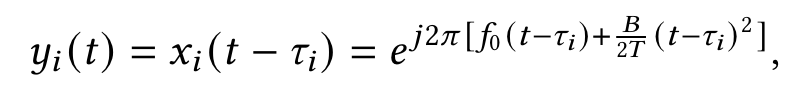 y_i(t) = x_i(t − τ_i) = e^{j2π[f_0(t−τ_i)+\frac{B}{2T}(t−τ_i)^2]},